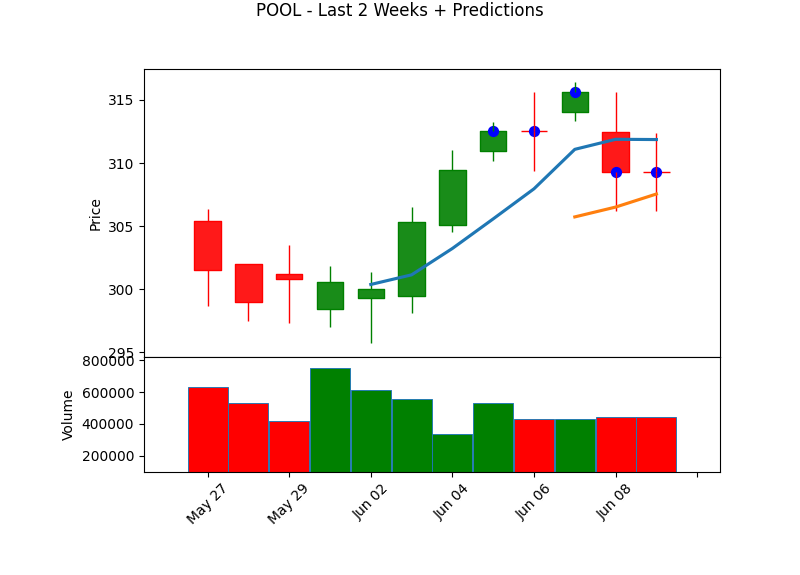 POOL - Last 2 Weeks + Predictions
315
310
305
300
295
Price
800000
600000
400000
200000
Volume
May 27
May 29
Jun 02
Jun 04
Jun 06
Jun 08